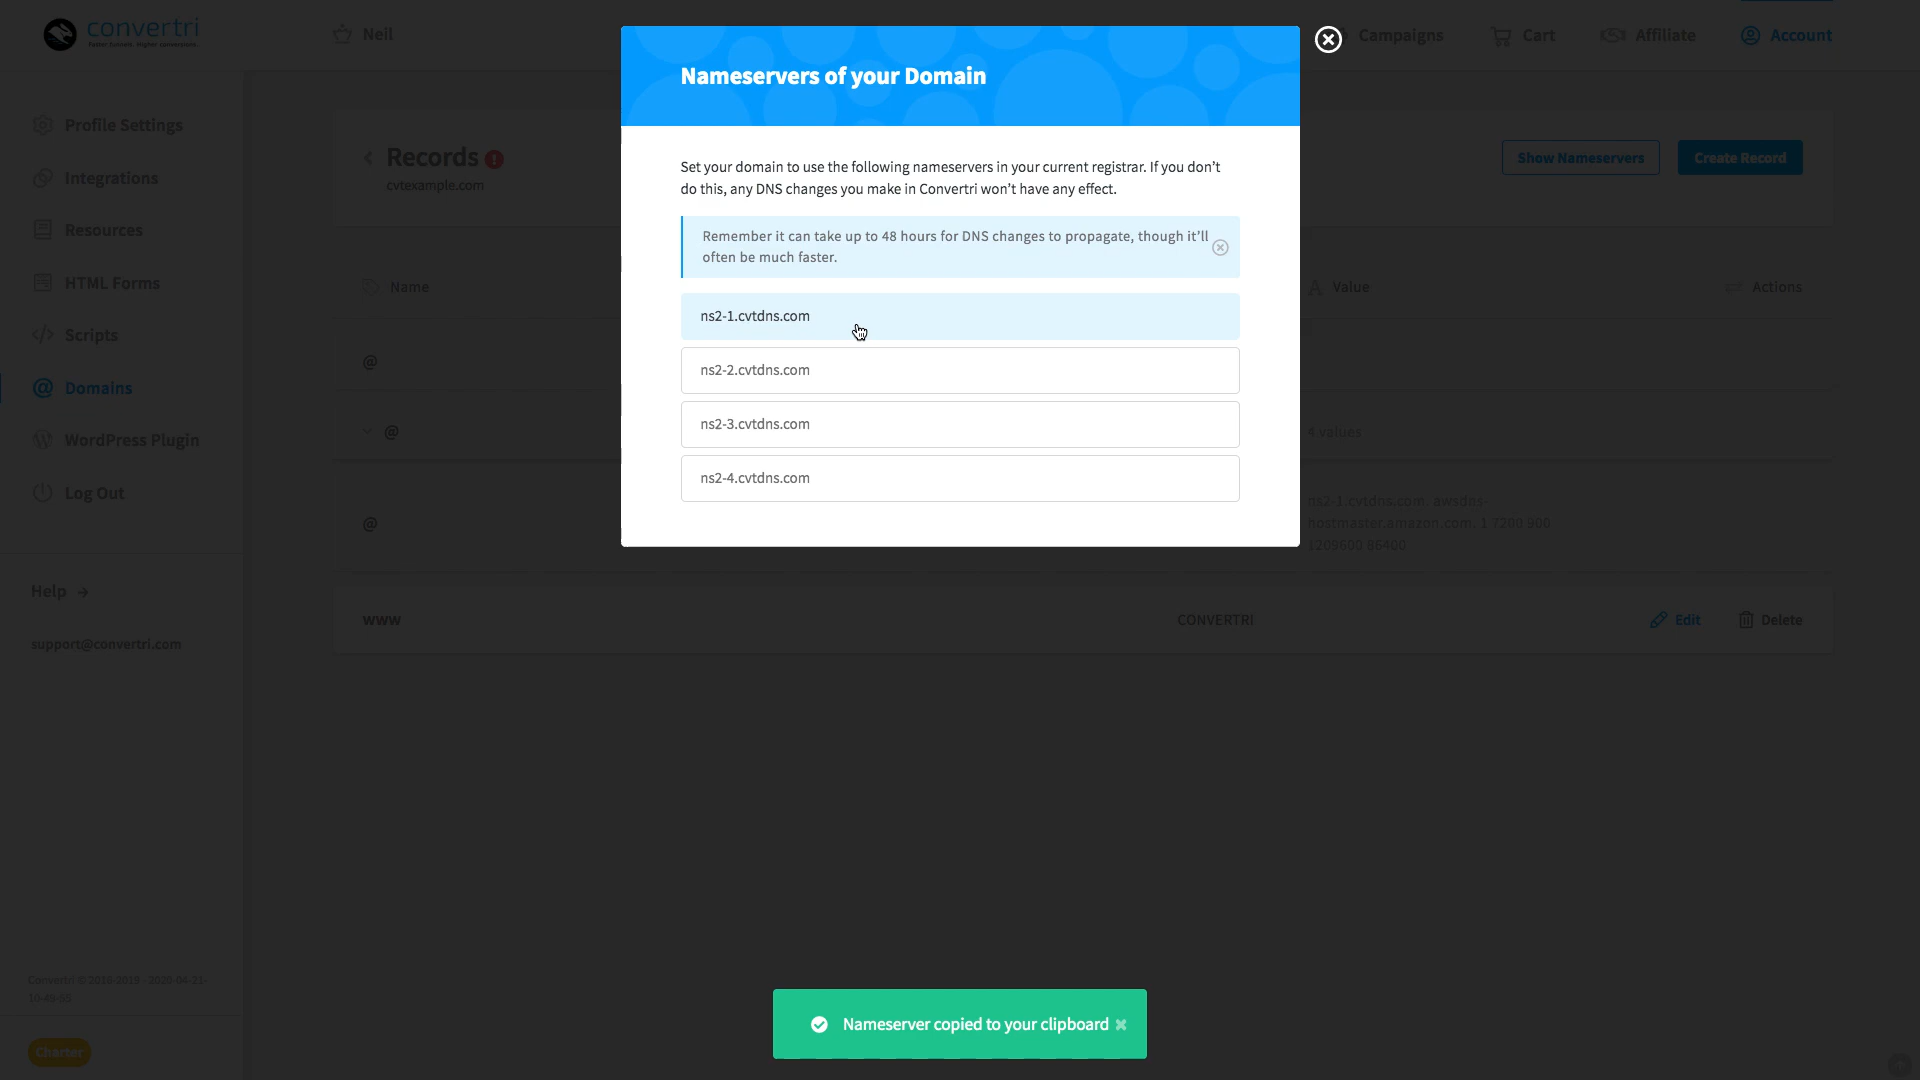 convertri
Neil
Campaigns
Cart
Affiliate
Account
Profile Settings
Integrations
Resources
HTML Forms
Scripts
Domains
WordPress Plugin
Log Out
Help
support@convertri.com
Charter
Records
cvtexample.com
Show Nameservers
Create Record
Name
Value
Actions
@
@
4 values
@
ns2-1.cvtdns.com. awsdns-
hostmaster.amazon.com. 1 7200 900
1209600 86400
www
CONVERTRI
Edit
Delete
Nameservers of your Domain
Set your domain to use the following nameservers in your current registrar. If you don't
do this, any DNS changes you make in Convertri won't have any effect.
Remember it can take up to 48 hours for DNS changes to propagate, though it'll
often be much faster.
ns2-1.cvtdns.com
ns2-2.cvtdns.com
ns2-3.cvtdns.com
ns2-4.cvtdns.com
Nameserver copied to your clipboard